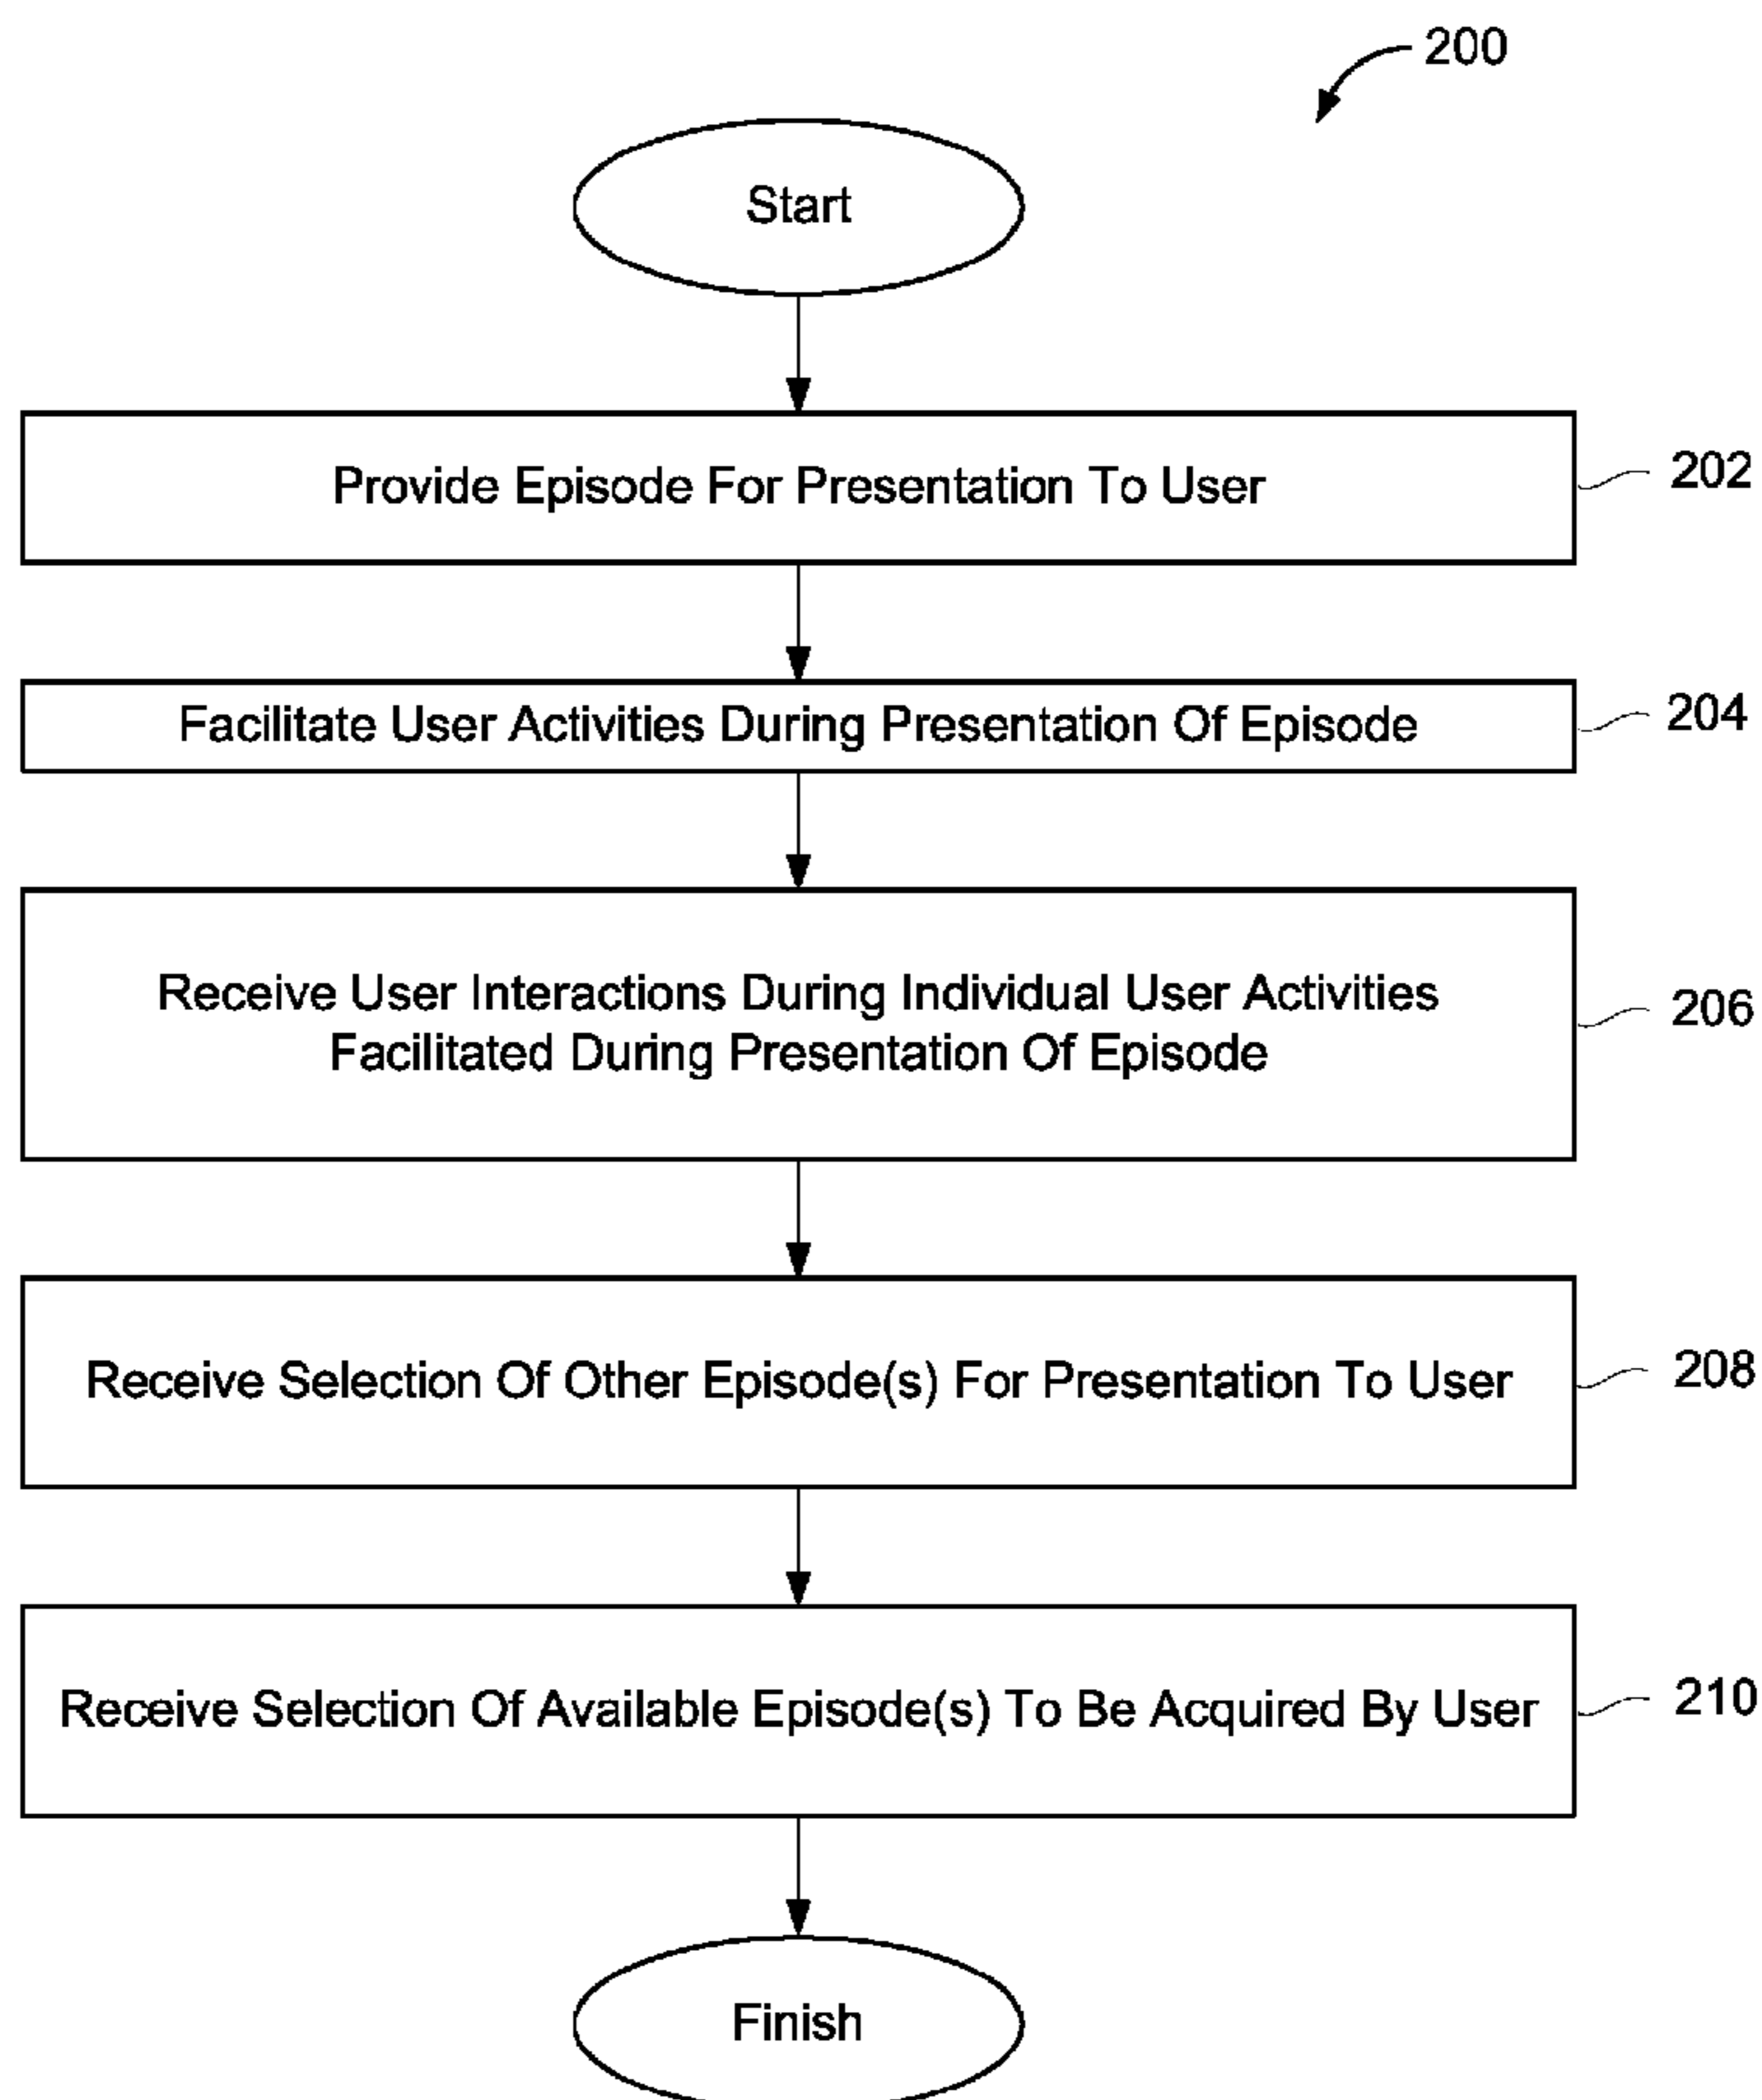 200
Start
Provide Episode For Presentation To User
202
Facilitate User Activities During Presentation Of Episode
204
Receive User Interactions During Individual User Activities
Facilitated During Presentation Of Episode
206
Receive Selection Of Other Episode(s) For Presentation To User
208
Receive Selection Of Available Episode(s) To Be Acquired By User
210
Finish